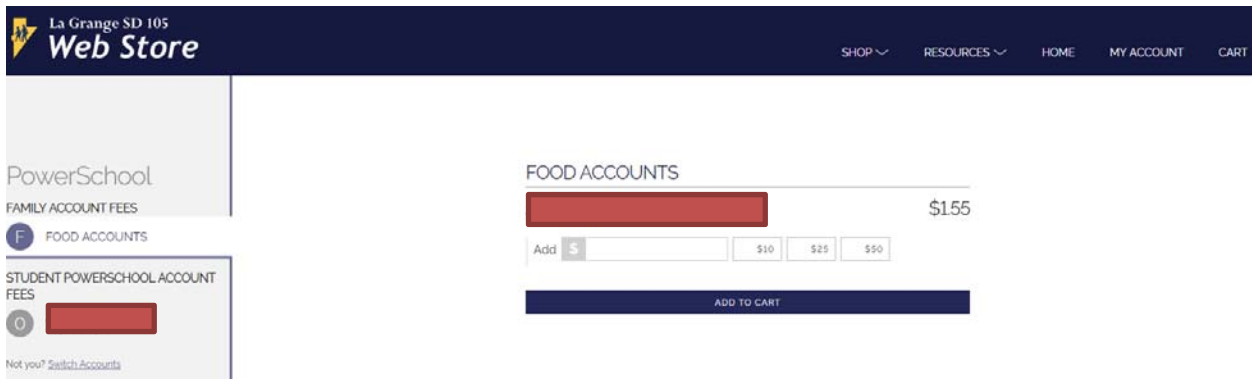 La Grange SD 105
Web Store
SHOP
RESOURCES
HOME
MY ACCOUNT
CART
PowerSchool
FAMILY ACCOUNT FEES
F
FOOD ACCOUNTS
STUDENT POWERSCHOOL ACCOUNT
FEES
O
Not you? Switch Accounts
FOOD ACCOUNTS
$1.55
Add $
$10
$25
$50
ADD TO CART